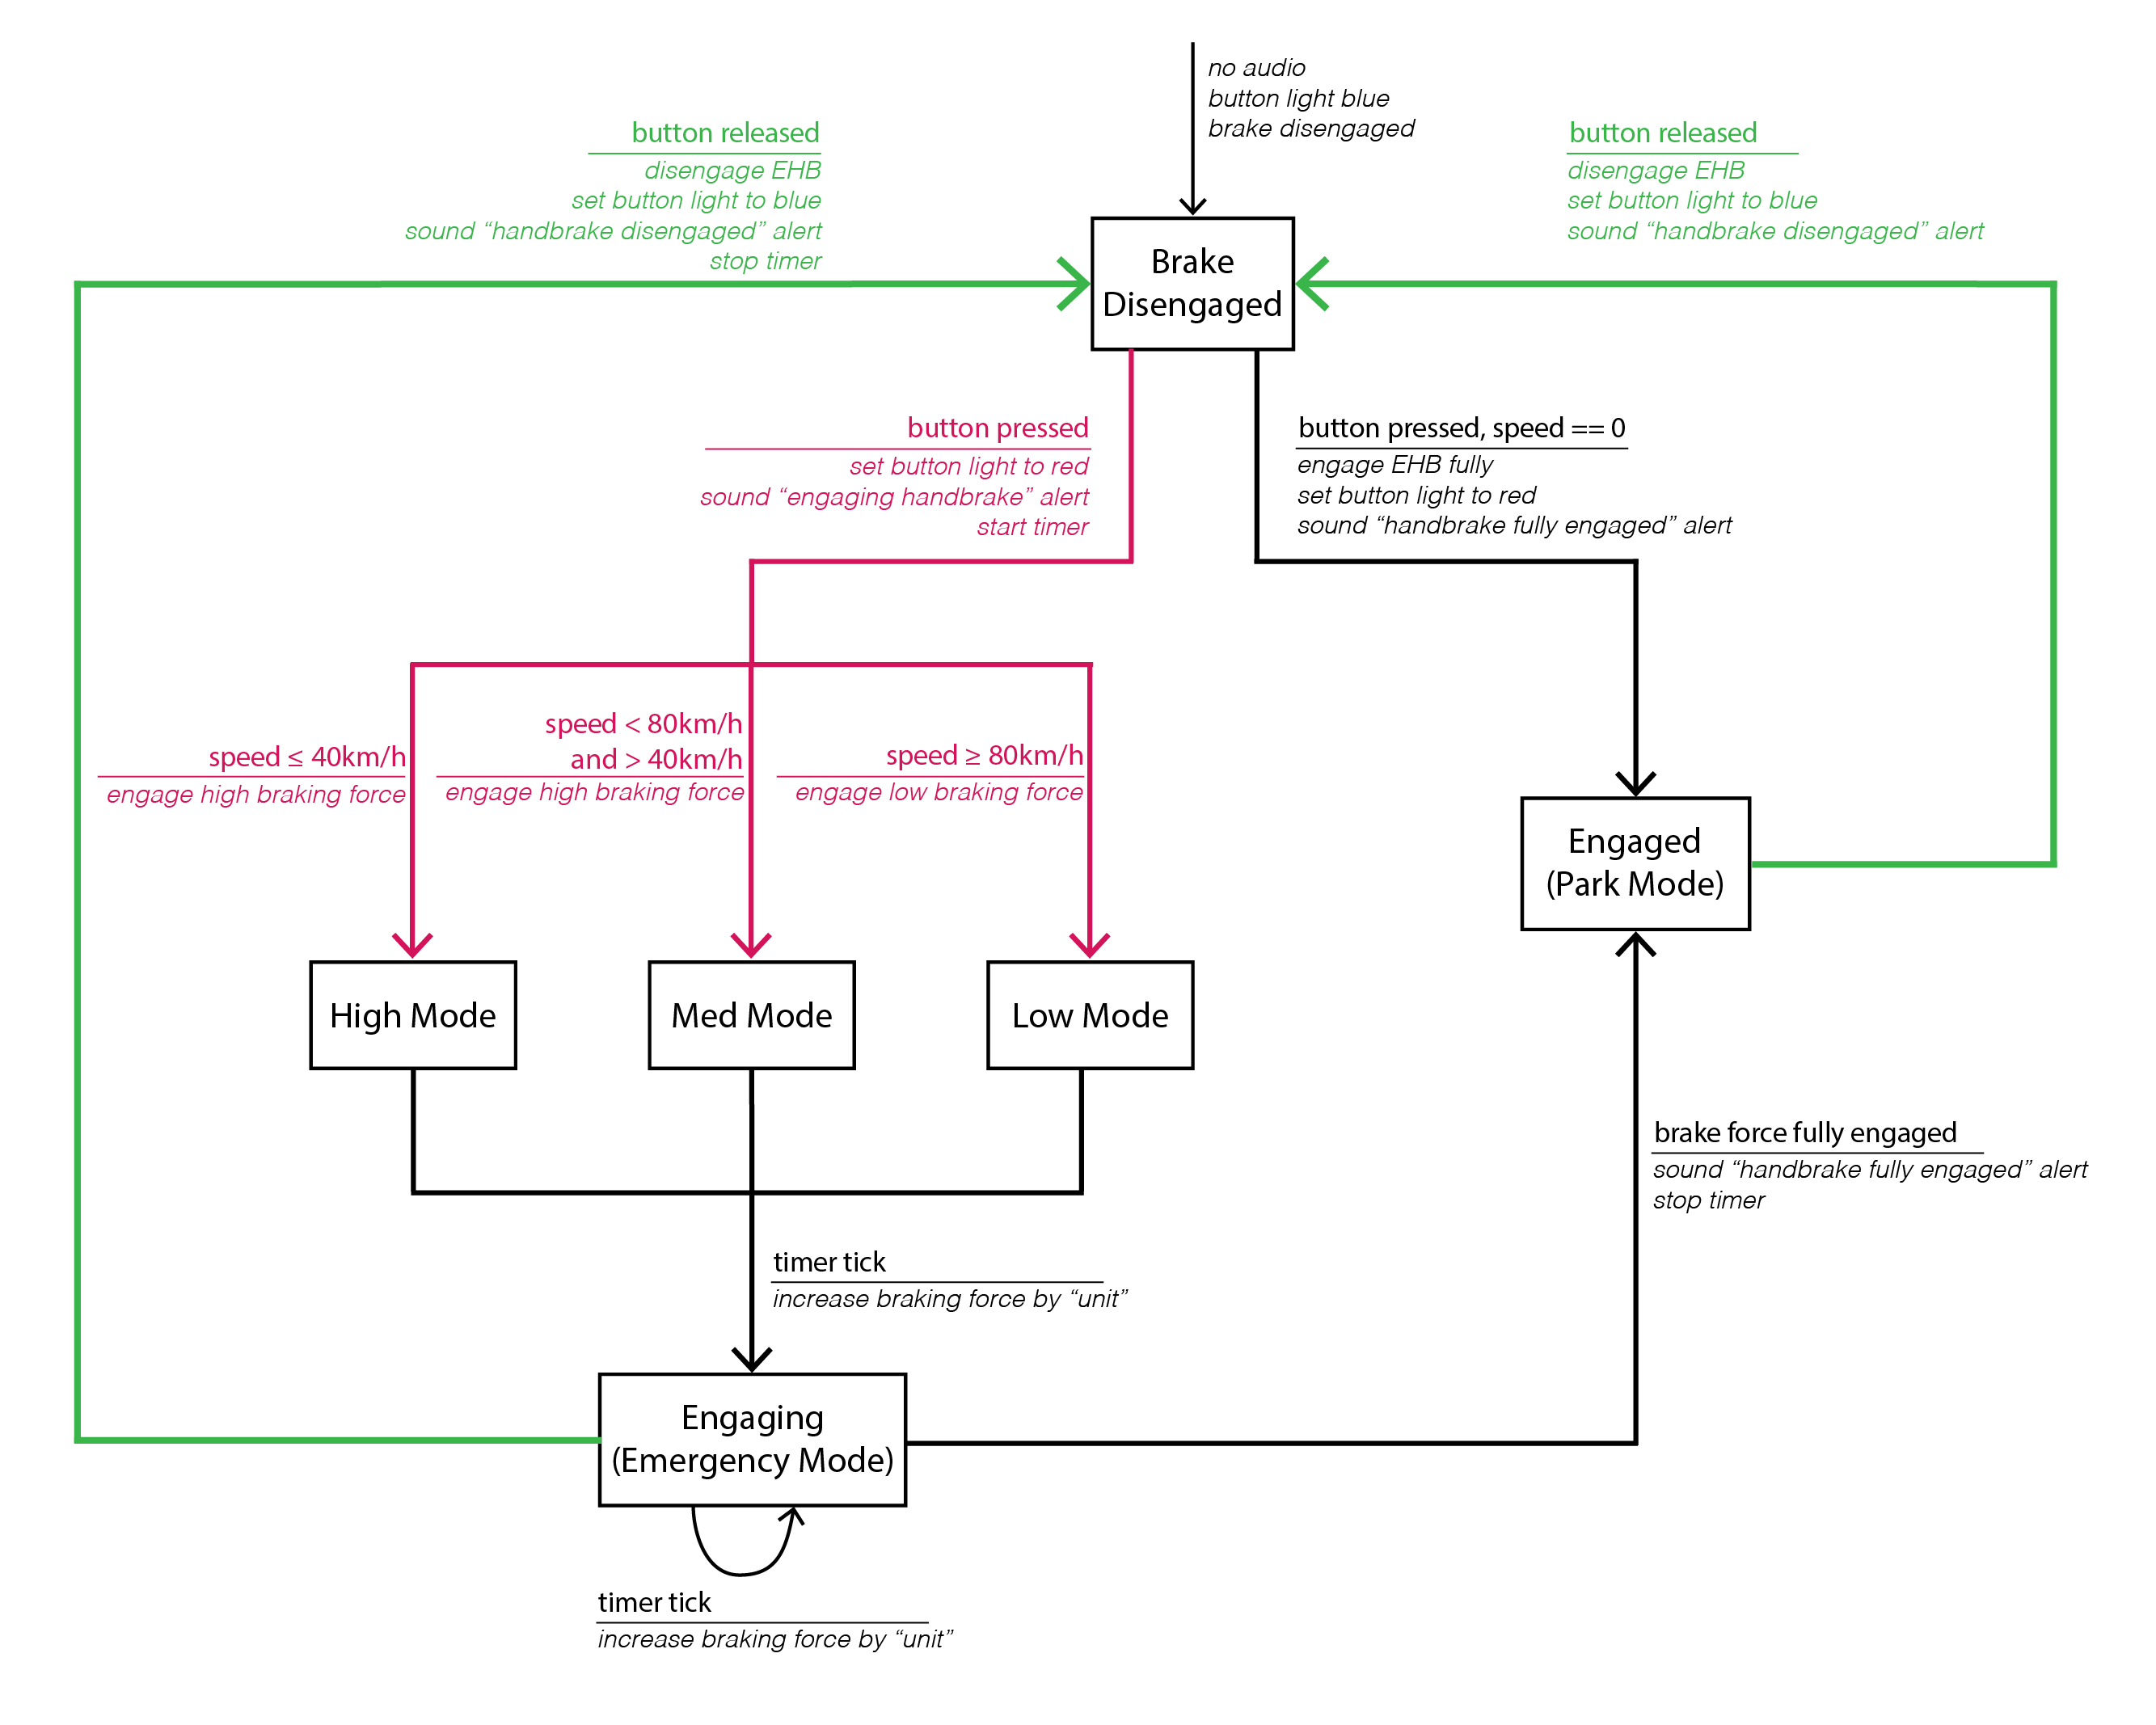 no audio
button light blue
brake disengaged
button released
disengage EHB
set button light to blue
sound “handbrake disengaged” alert
stop timer
button released
disengage EHB
set button light to blue
sound “handbrake disengaged” alert
Brake
Disengaged
button pressed
set button light to red
sound “engaging handbrake” alert
start timer
button pressed, speed == 0
engage EHB fully
set button light to red
sound “handbrake fully engaged” alert
speed ≤ 40km/h
engage high braking force
speed < 80km/h
and > 40km/h
engage high braking force
speed ≥ 80km/h
engage low braking force
Engaged
(Park Mode)
High Mode
Med Mode
Low Mode
brake force fully engaged
sound “handbrake fully engaged” alert
stop timer
timer tick
increase braking force by “unit”
Engaging
(Emergency Mode)
timer tick
increase braking force by “unit”